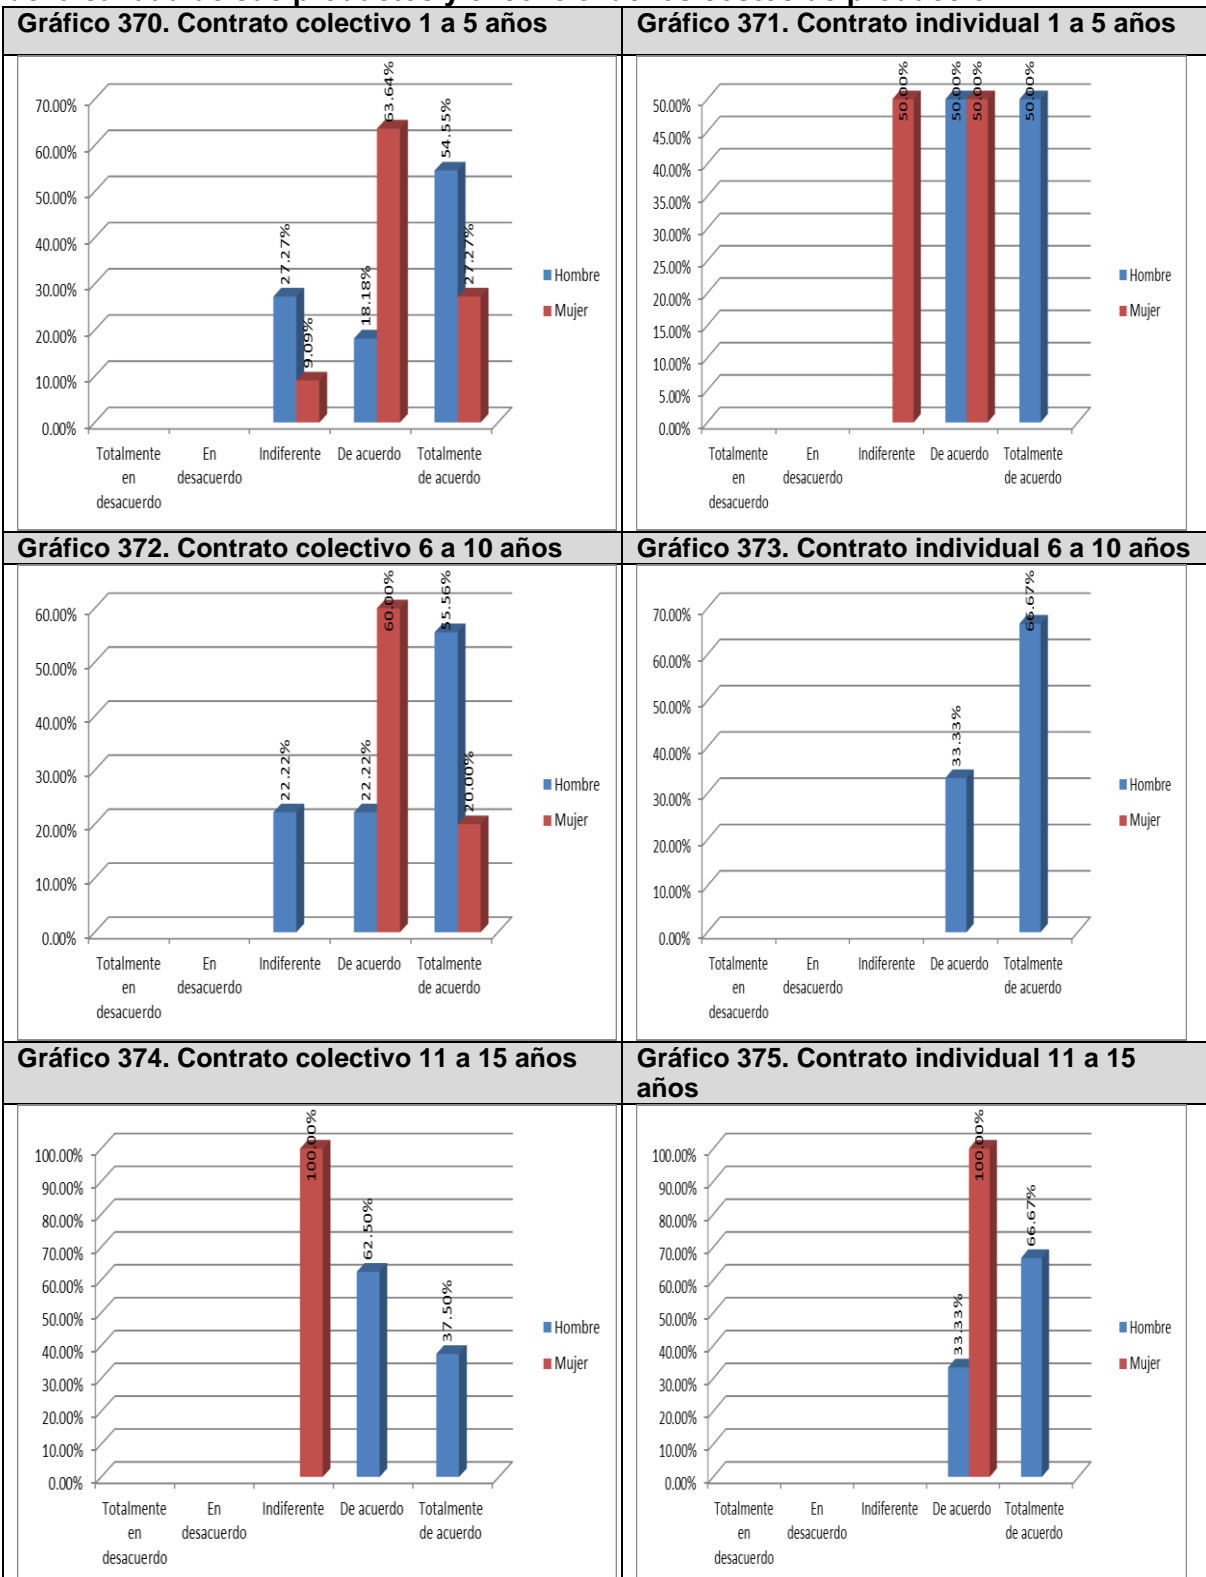 Gráfico 370. Contrato colectivo 1 a 5 años
Gráfico 371. Contrato individual 1 a 5 años
70.00%
60.00%
50.00%
40.00%
30.00%
20.00%
10.00%
0.00%
27.27%
9.09%
18.18%
63.64%
54.55%
27.27%
Totalmente
en
desacuerdo
En
desacuerdo
Indiferente
De acuerdo
Totalmente
de acuerdo
Hombre
Mujer
50.00%
45.00%
40.00%
35.00%
30.00%
25.00%
20.00%
15.00%
10.00%
5.00%
0.00%
50.00%
50.00%
50.00%
50.00%
Totalmente
en
desacuerdo
En
desacuerdo
Indiferente
De acuerdo
Totalmente
de acuerdo
Hombre
Mujer
Gráfico 372. Contrato colectivo 6 a 10 años
Gráfico 373. Contrato individual 6 a 10 años
60.00%
50.00%
40.00%
30.00%
20.00%
10.00%
0.00%
22.22%
22.22%
60.00%
55.56%
20.00%
Totalmente
en
desacuerdo
En
desacuerdo
Indiferente
De acuerdo
Totalmente
de acuerdo
Hombre
Mujer
70.00%
60.00%
50.00%
40.00%
30.00%
20.00%
10.00%
0.00%
33.33%
66.67%
Totalmente
en
desacuerdo
En
desacuerdo
Indiferente
De acuerdo
Totalmente
de acuerdo
Hombre
Mujer
Gráfico 374. Contrato colectivo 11 a 15 años
Gráfico 375. Contrato individual 11 a 15
años
100.00%
90.00%
80.00%
70.00%
60.00%
50.00%
40.00%
30.00%
20.00%
10.00%
0.00%
100.00%
62.50%
37.50%
Totalmente
en
desacuerdo
En
desacuerdo
Indiferente
De acuerdo
Totalmente
de acuerdo
Hombre
Mujer
100.00%
90.00%
80.00%
70.00%
60.00%
50.00%
40.00%
30.00%
20.00%
10.00%
0.00%
33.33%
100.00%
66.67%
Totalmente
en
desacuerdo
En
desacuerdo
Indiferente
De acuerdo
Totalmente
de acuerdo
Hombre
Mujer